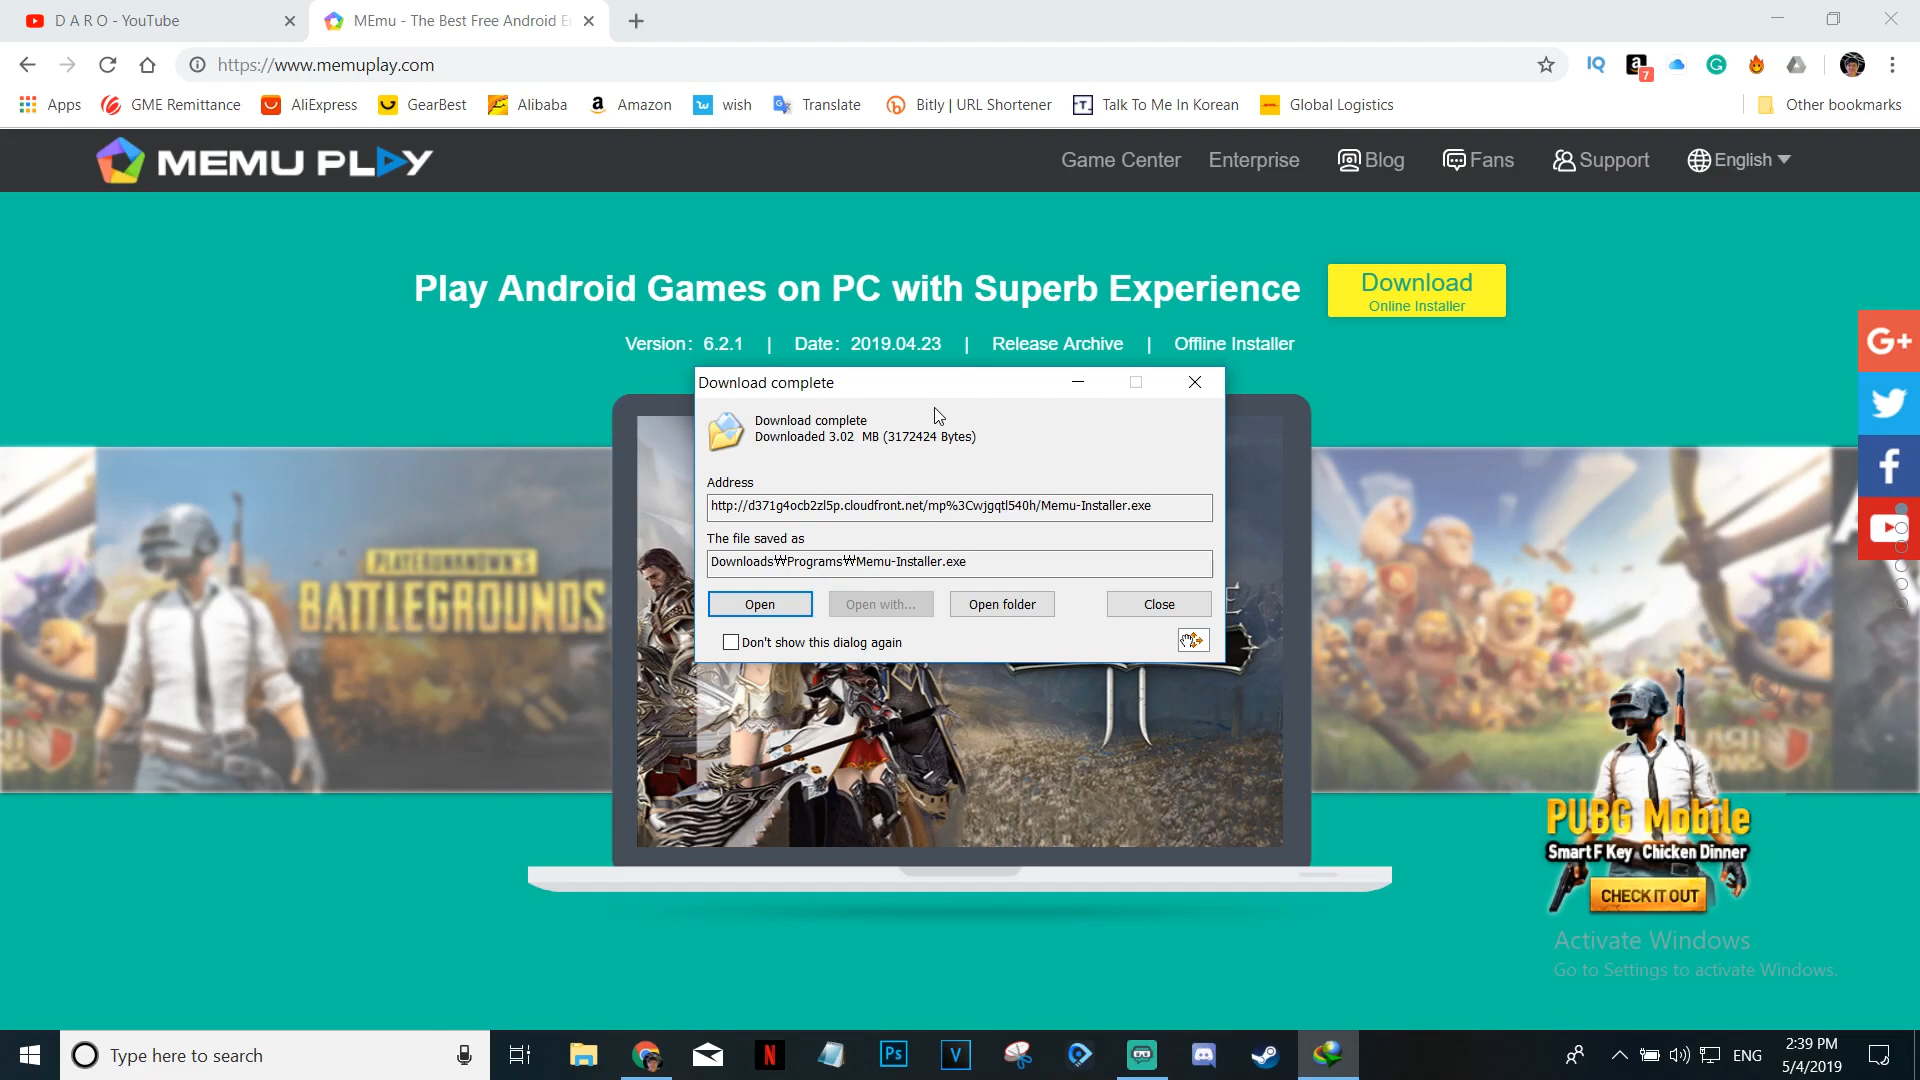 D A R O - YouTube
MEmu - The Best Free Android E
https://www.memuplay.com
IQ
7
Apps
GME Remittance
AliExpress
GearBest
Alibaba
Amazon
wish
Translate
Bitly | URL Shortener
Talk To Me In Korean
Global Logistics
Other bookmarks
MEMU PLAY
Game Center
Enterprise
Blog
Fans
Support
English
Play Android Games on PC with Superb Experience
Download
Online Installer
Version: 6.2.1 | Date: 2019.04.23 | Release Archive | Offline Installer
G+
Download complete
Download complete
Downloaded 3.02 MB (3172424 Bytes)
Address
http://d371g4ocb2zl5p.cloudfront.net/mp%3Cwjgqtl540h/Memu-Installer.exe
The file saved as
Downloads₩Programs₩Memu-Installer.exe
Open
Open with...
Open folder
Close
Don't show this dialog again
PLAYERUNKNOWN'S
BATTLEGROUNDS
PUBG Mobile
Smart F Key, Chicken Dinner
CHECK IT OUT
Activate Windows
Go to Settings to activate Windows.
Type here to search
N
Ps
V
ENG
2:39 PM
5/4/2019